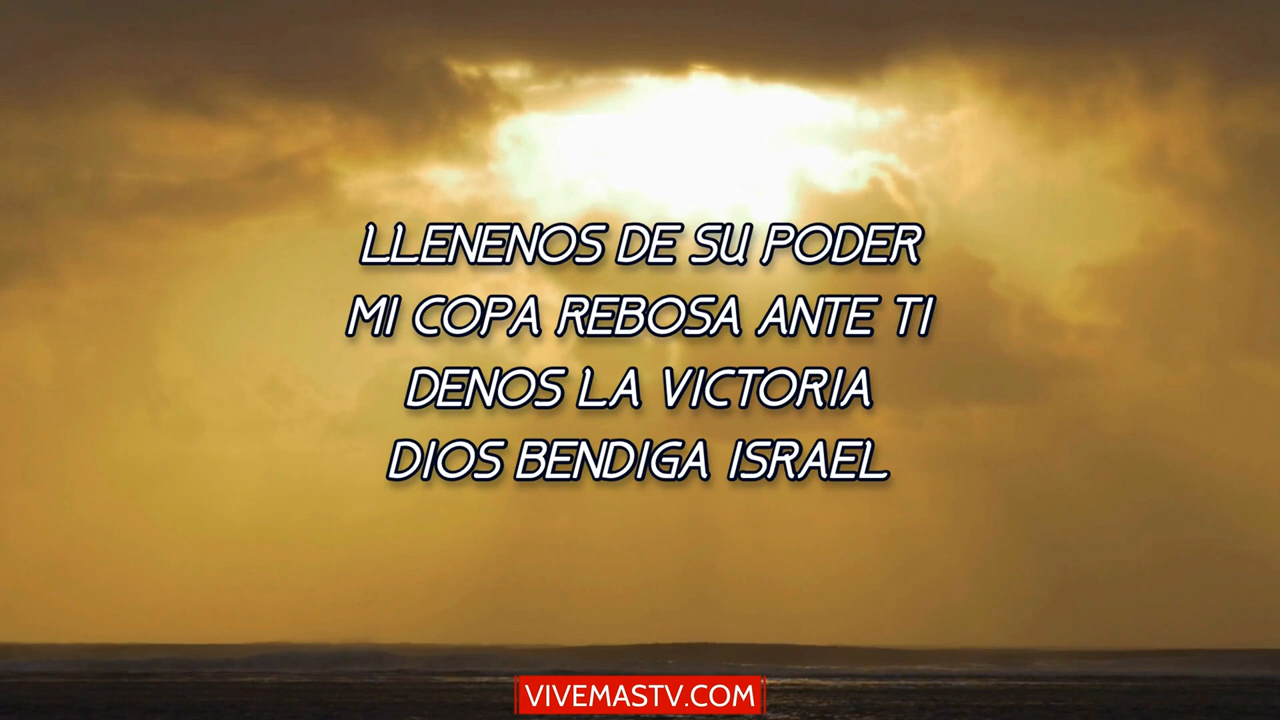 LLENENOS DE SU PODER
MI COPA REBOSA ANTE TI
DENOS LA VICTORIA
DIOS BENDIGA ISRAEL
VIVEMASTV.COM